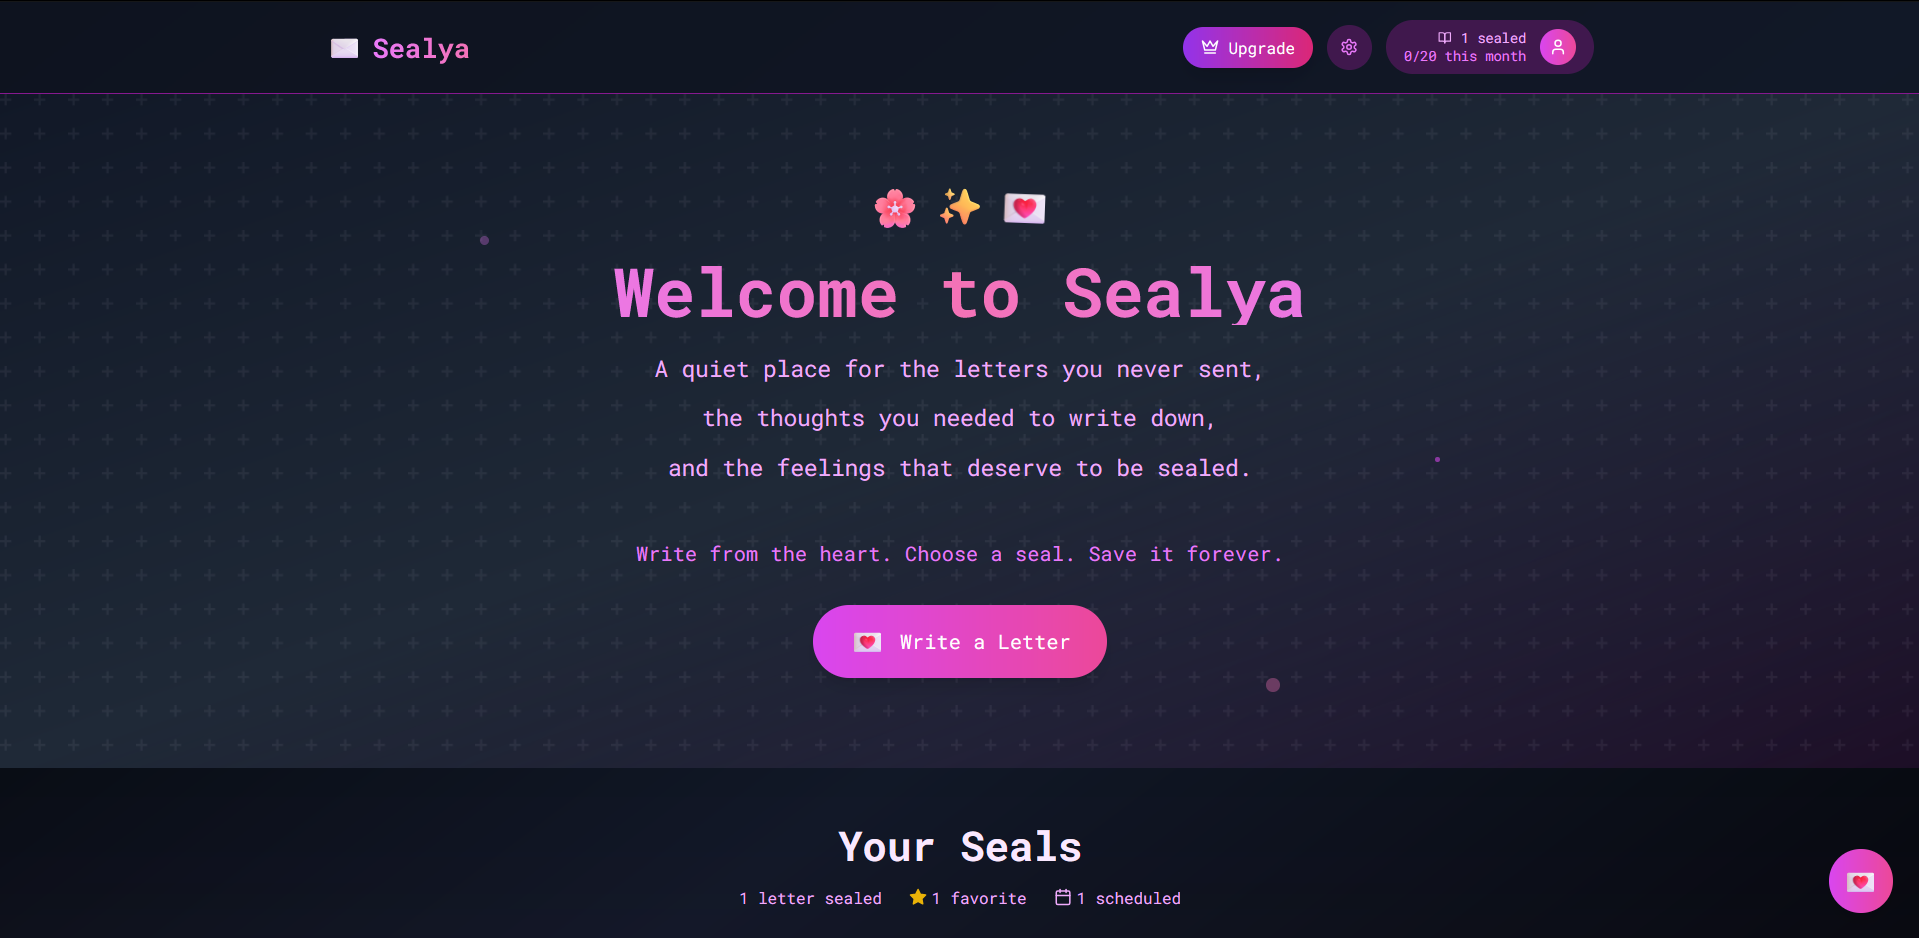 Sealya
Upgrade
1 sealed
0/20 this month
Welcome to Sealya
A quiet place for the letters you never sent,
the thoughts you needed to write down,
and the feelings that deserve to be sealed.
Write from the heart. Choose a seal. Save it forever.
Write a Letter
Your Seals
1 letter sealed 1 favorite 1 scheduled